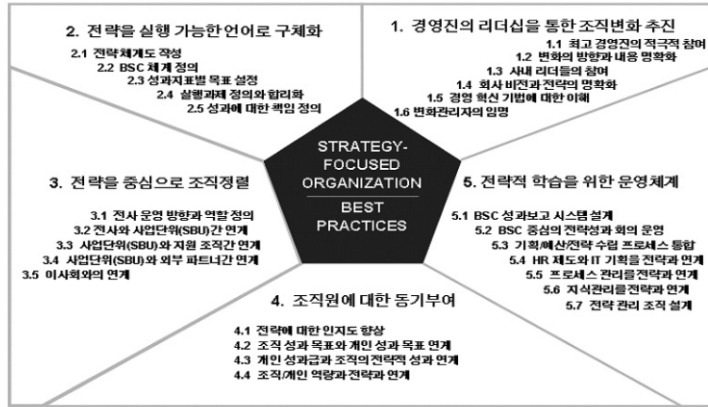 1. 경영진의 리더십을 통한 조직변화 추진
1.1 최고 경영진의 적극적 참여
1.2 변화의 방향과 내용 명확화
1.3 사내 리더들의 참여
1.4 회사 비전과 전략의 명확화
1.5 경영 혁신 기법에 대한 이해
1.6 변화관리자의 임명
2. 전략을 실행 가능한 언어로 구체화
2.1 전략 체계도 작성
2.2 BSC 체계 정의
2.3 성과지표별 목표 설정
2.4 실행과제 정의와 합리화
2.5 성과에 대한 책임 정의
STRATEGY-
FOCUSED
ORGANIZATION
BEST
PRACTICES
3. 전략을 중심으로 조직정렬
3.1 전사 운영 방향과 역할 정의
3.2 전사와 사업단위(SBU)간 연계
3.3 사업단위(SBU)와 지원 조직간 연계
3.4 사업단위(SBU)와 외부 파트너간 연계
3.5 이사회와의 연계
4. 조직원에 대한 동기부여
4.1 전략에 대한 인지도 향상
4.2 조직 성과 목표와 개인 성과 목표 연계
4.3 개인 성과급과 조직의 전략적 성과 연계
4.4 조직/개인 역량과 전략과 연계
5. 전략적 학습을 위한 운영체계
5.1 BSC 성과보고 시스템 설계
5.2 BSC 중심의 전략성과 회의 운영
5.3 기획/예산/전략 수립 프로세스 통합
5.4 HR 제도와 IT 기획을 전략과 연계
5.5 프로세스 관리를 전략과 연계
5.6 지식관리를 전략과 연계
5.7 전략 관리 조직 설계